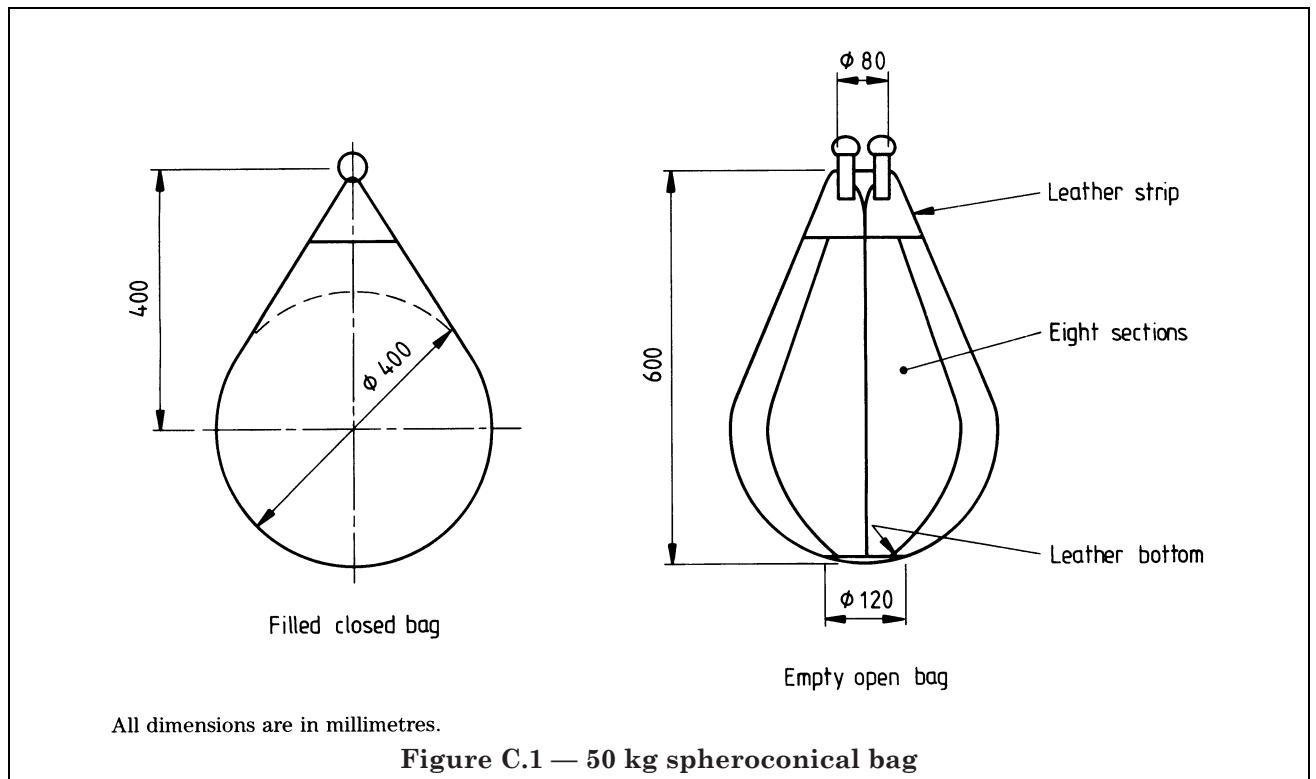 ϕ 80
400
ϕ 400
600
Leather strip
Eight sections
Leather bottom
ϕ 120
Filled closed bag
Empty open bag
All dimensions are in millimetres.
Figure C.1 — 50 kg spheroconical bag